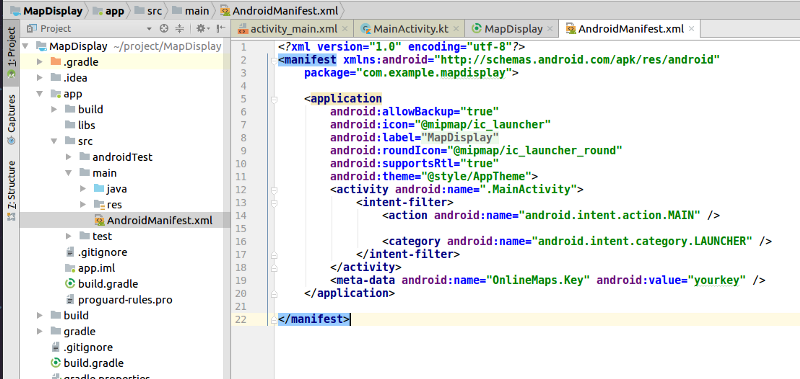 MapDisplay app src main AndroidManifest.xml
Project
activity_main.xml MainActivity.kt MapDisplay AndroidManifest.xml
1: Project
Captures
Z: Structure
MapDisplay ~/project/MapDisplay
.gradle
.idea
app
build
libs
src
androidTest
main
java
res
AndroidManifest.xml
test
.gitignore
app.iml
build.gradle
proguard-rules.pro
build
gradle
.gitignore
build.gradle
gradle.properties
1 <?xml version="1.0" encoding="utf-8"?>
2 <manifest xmlns:android="http://schemas.android.com/apk/res/android"
3 package="com.example.mapdisplay">
4
5 <application
6 android:allowBackup="true"
7 android:icon="@mipmap/ic_launcher"
8 android:label="MapDisplay"
9 android:roundIcon="@mipmap/ic_launcher_round"
10 android:supportsRtl="true"
11 android:theme="@style/AppTheme">
12 <activity android:name=".MainActivity">
13 <intent-filter>
14 <action android:name="android.intent.action.MAIN" />
15
16 <category android:name="android.intent.category.LAUNCHER" />
17 </intent-filter>
18 </activity>
19 <meta-data android:name="OnlineMaps.Key" android:value="yourkey" />
20 </application>
21
22 </manifest>